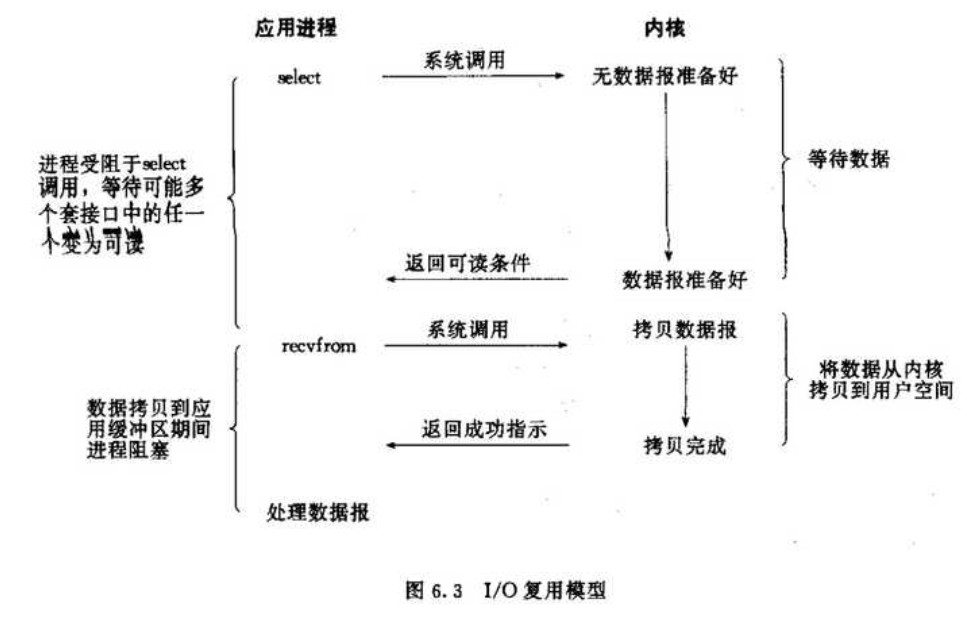 应用进程
内核
select
系统调用
无数据报准备好
进程受阻于select
调用，等待可能多
个套接口中的任一
个变为可读
等待数据
返回可读条件
数据报准备好
recvfrom
系统调用
拷贝数据报
将数据从内核
拷贝到用户空间
数据拷贝到应
用缓冲区期间
进程阻塞
返回成功指示
拷贝完成
处理数据报
图 6.3 I/O 复用模型